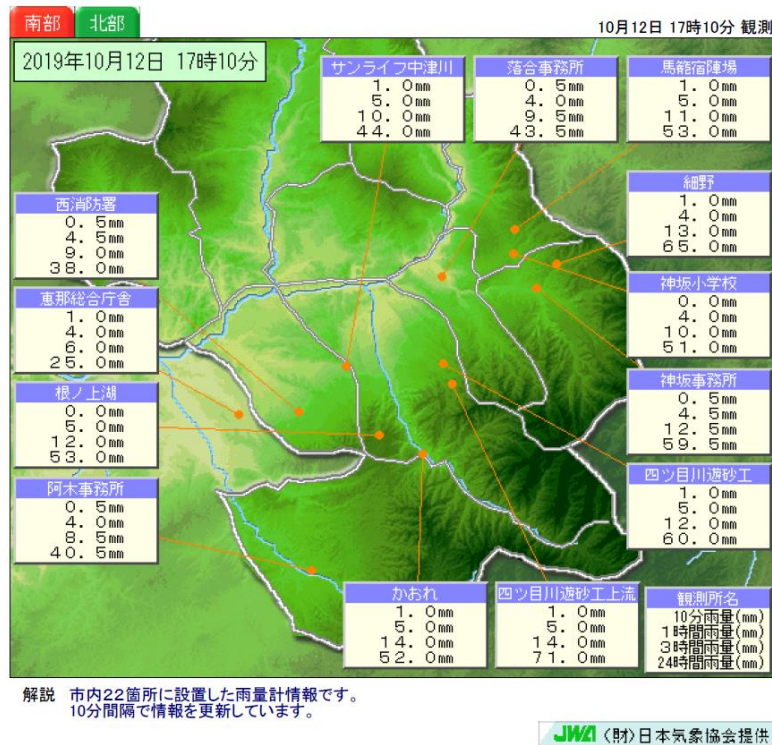 南部 北部
10月12日 17時10分 観測
2019年10月12日 17時10分
サンライフ中津川
1.0mm
5.0mm
10.0mm
44.0mm
落合事務所
0.5mm
4.0mm
9.5mm
43.5mm
馬籠宿陣場
1.0mm
5.0mm
11.0mm
53.0mm
西消防署
0.5mm
4.5mm
9.0mm
38.0mm
細野
1.0mm
4.0mm
13.0mm
65.0mm
恵那総合庁舎
1.0mm
4.0mm
6.0mm
25.0mm
神坂小学校
0.0mm
4.0mm
10.0mm
51.0mm
根ノ上湖
0.0mm
5.0mm
12.0mm
53.0mm
神坂事務所
0.5mm
4.5mm
12.5mm
59.5mm
阿木事務所
0.5mm
4.0mm
8.5mm
40.5mm
四ツ目川遊砂工
1.0mm
5.0mm
12.0mm
60.0mm
かおれ
1.0mm
5.0mm
14.0mm
52.0mm
四ツ目川遊砂工上流
1.0mm
5.0mm
14.0mm
71.0mm
観測所名
10分雨量(mm)
1時間雨量(mm)
3時間雨量(mm)
24時間雨量(mm)
解説 市内22箇所に設置した雨量計情報です。
10分間隔で情報を更新しています。
JWA (財)日本気象協会提供